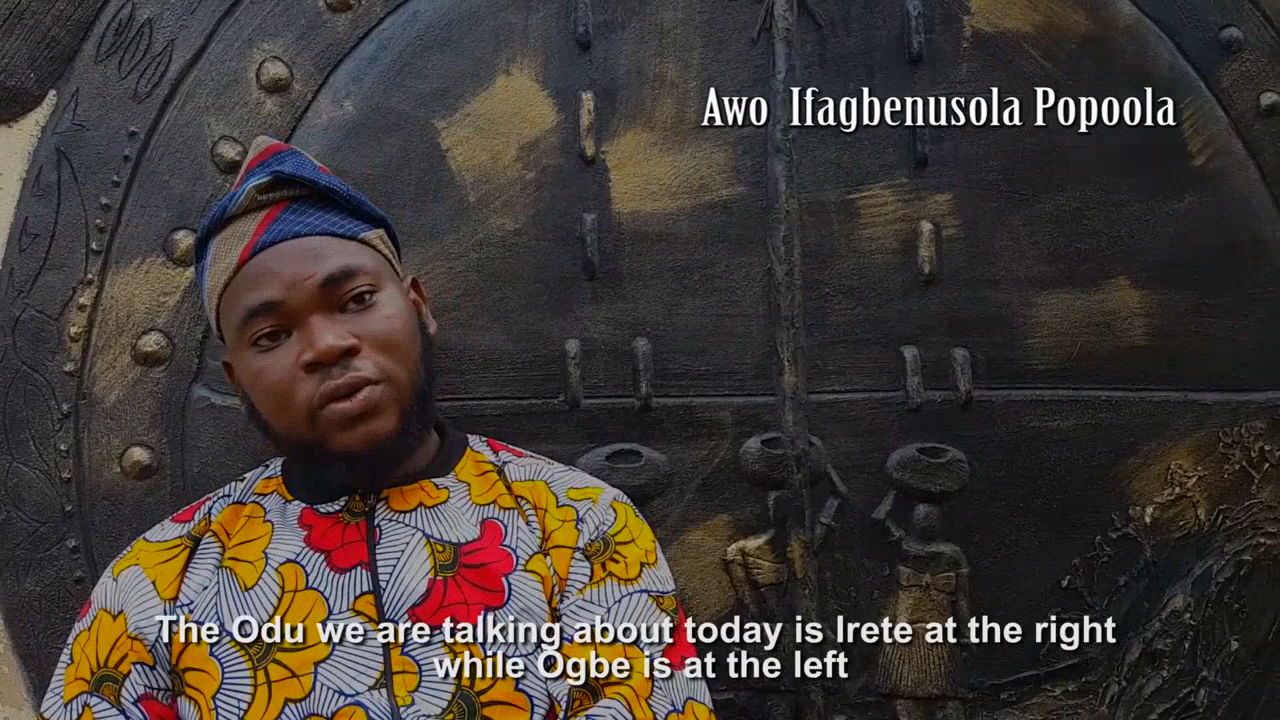 Awo Ifagbenusola Popoola
The Odu we are talking about today is Irete at the right
while Ogbe is at the left